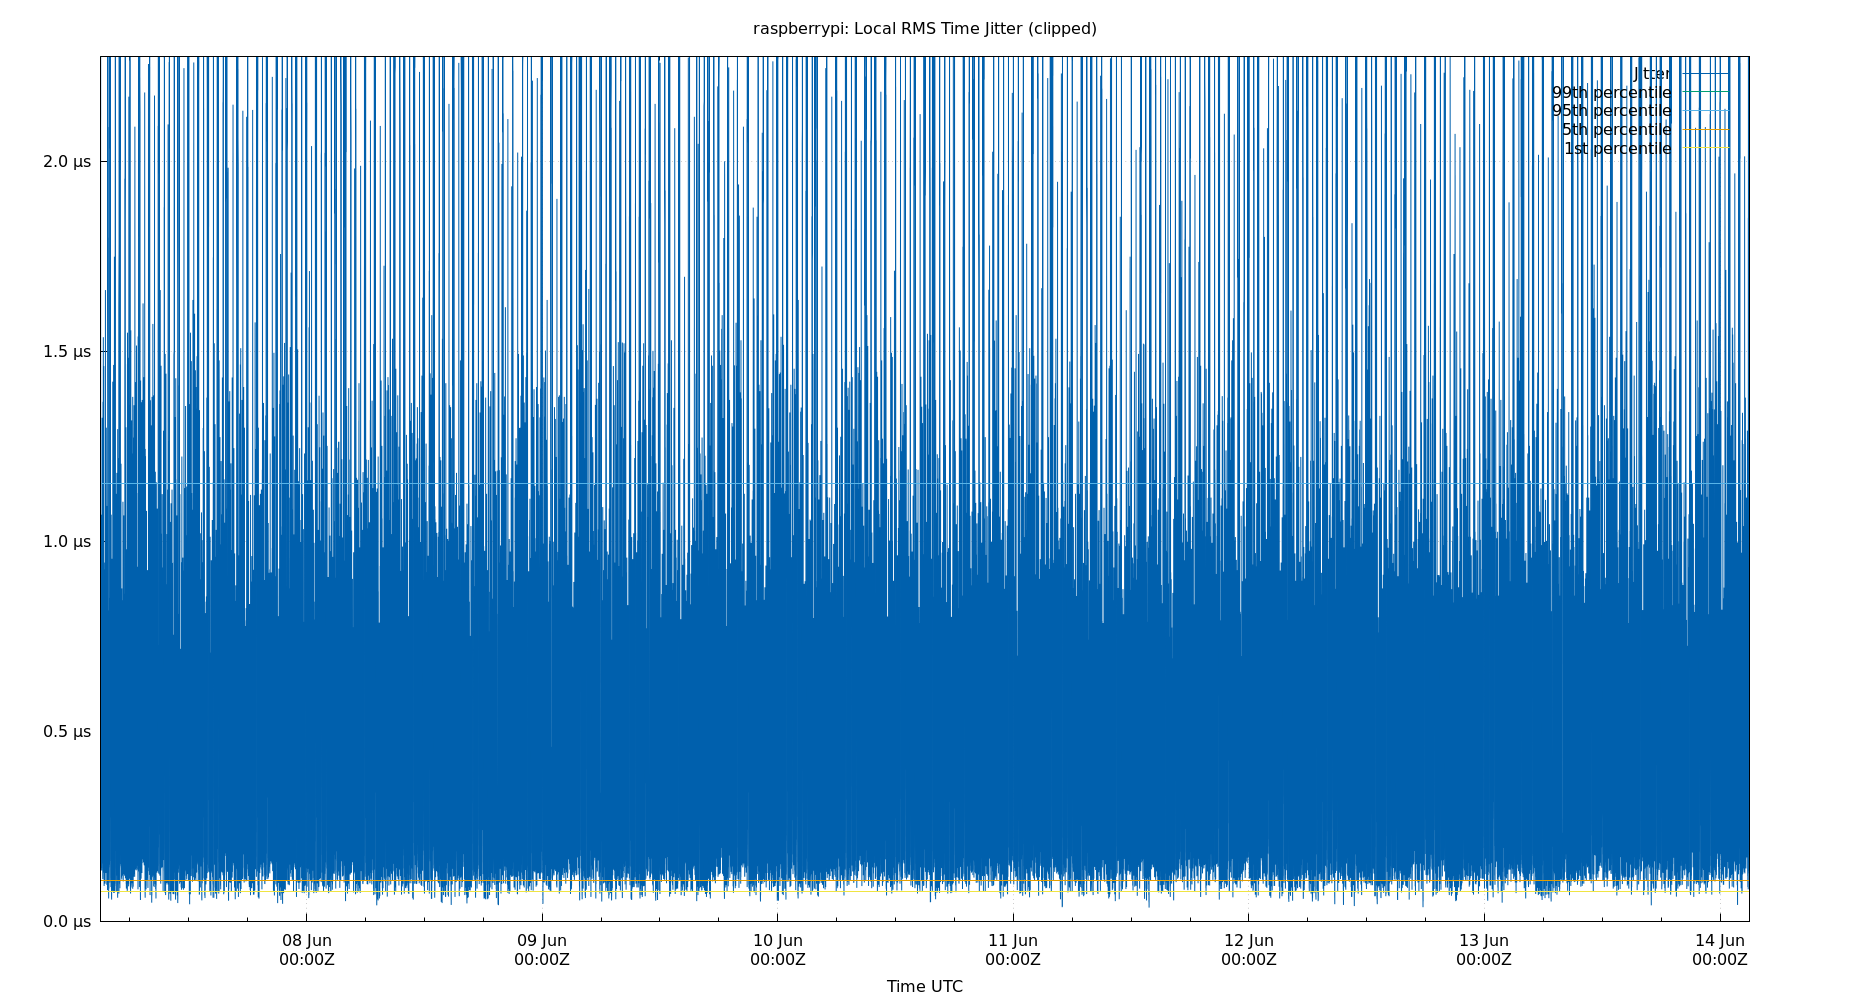 raspberrypi: Local RMS Time Jitter (clipped)
Jitter
99th percentile
95th percentile
5th percentile
1st percentile
2.0 µs
1.5 µs
1.0 µs
0.5 µs
0.0 µs
08 Jun
00:00Z
09 Jun
00:00Z
10 Jun
00:00Z
11 Jun
00:00Z
12 Jun
00:00Z
13 Jun
00:00Z
14 Jun
00:00Z
Time UTC